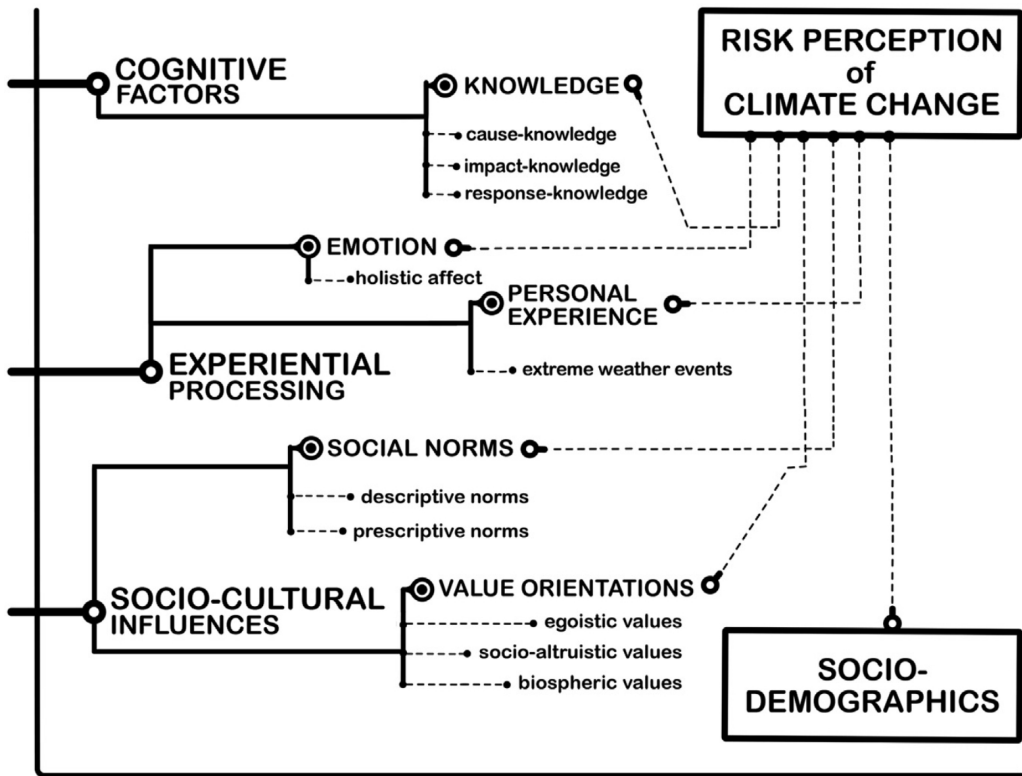 RISK PERCEPTION
of
CLIMATE CHANGE
COGNITIVE
FACTORS
KNOWLEDGE
cause-knowledge
impact-knowledge
response-knowledge
EMOTION
holistic affect
PERSONAL
EXPERIENCE
extreme weather events
EXPERIENTIAL
PROCESSING
SOCIAL NORMS
descriptive norms
prescriptive norms
VALUE ORIENTATIONS
egoistic values
socio-altruistic values
biospheric values
SOCIO-CULTURAL
INFLUENCES
SOCIO-
DEMOGRAPHICS